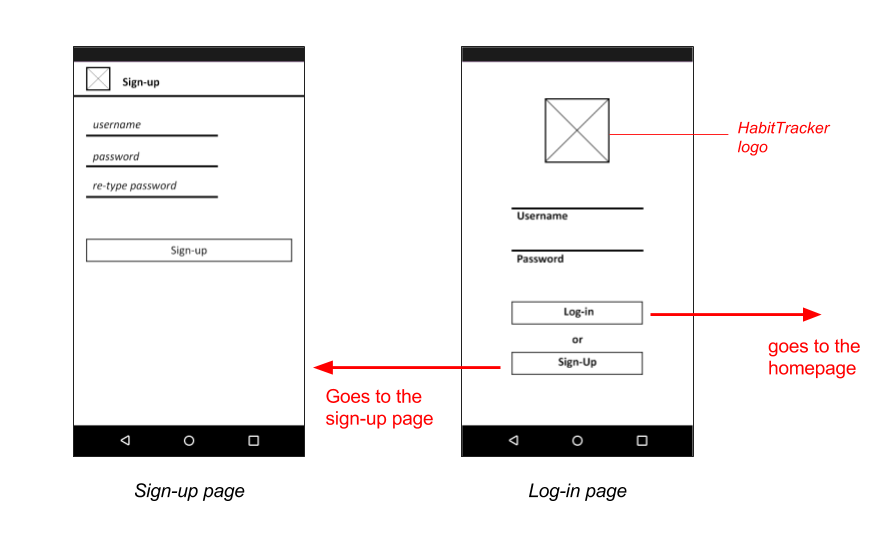 Sign-up
username
password
re-type password
Sign-up
Sign-up page
HabitTracker
logo
Username
Password
Log-in
or
Sign-Up
goes to the
homepage
Goes to the
sign-up page
Log-in page